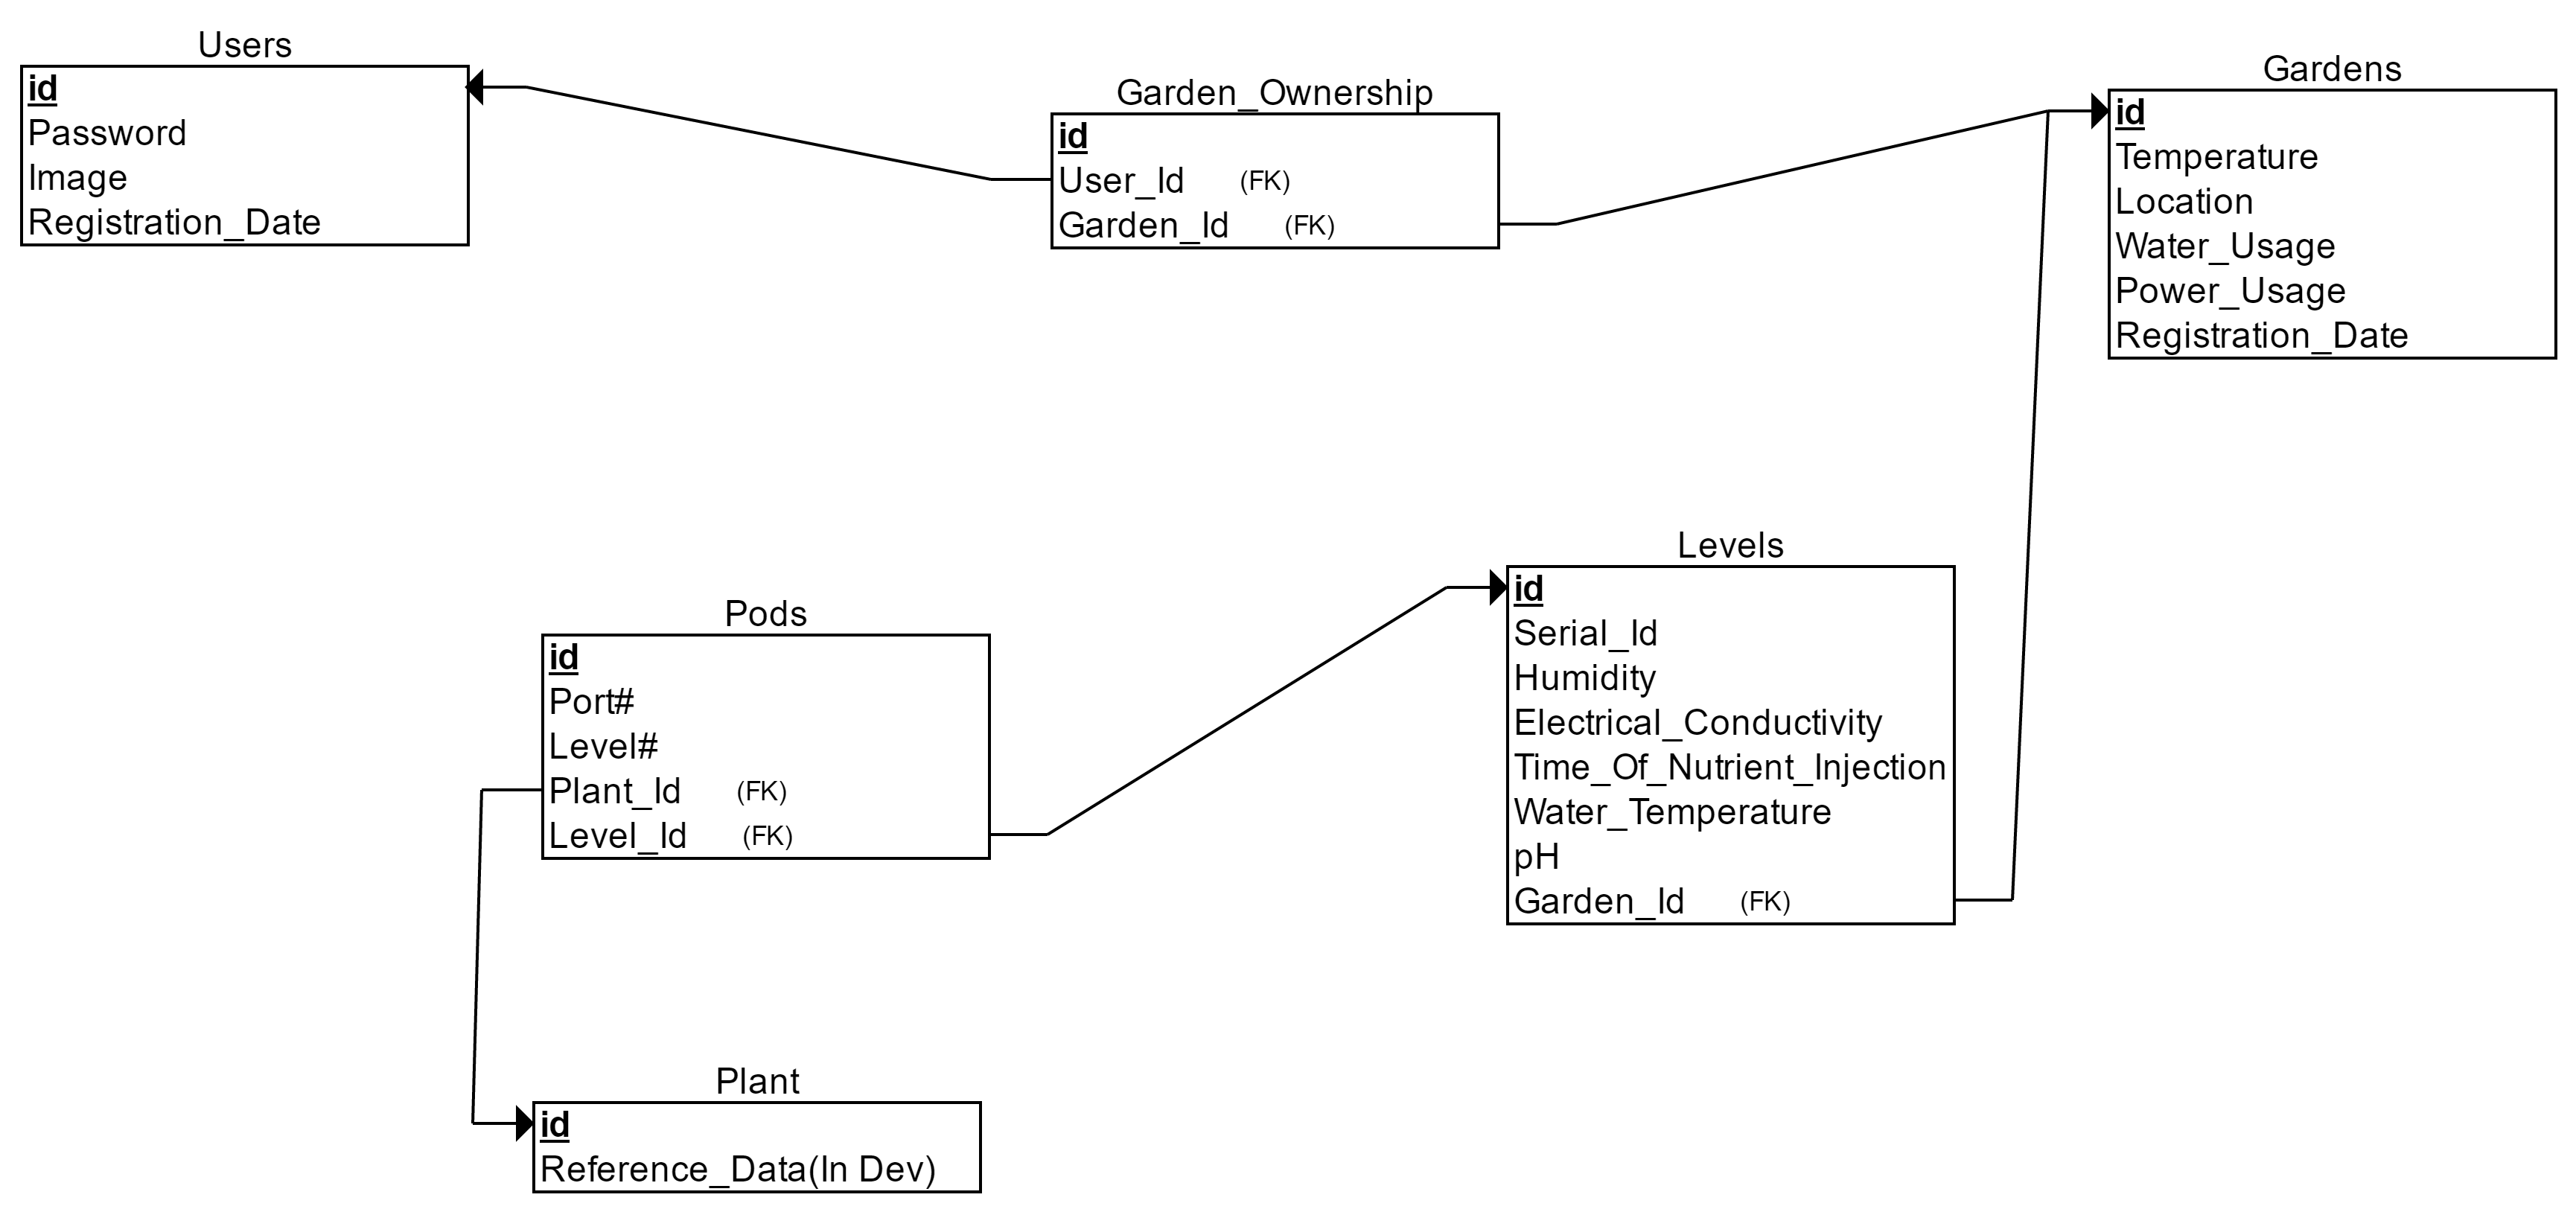 Users
id
Password
Image
Registration_Date
Garden_Ownership
id
User_Id (FK)
Garden_Id (FK)
Gardens
id
Temperature
Location
Water_Usage
Power_Usage
Registration_Date
Pods
id
Port#
Level#
Plant_Id (FK)
Level_Id (FK)
Levels
id
Serial_Id
Humidity
Electrical_Conductivity
Time_Of_Nutrient_Injection
Water_Temperature
pH
Garden_Id (FK)
Plant
id
Reference_Data(In Dev)